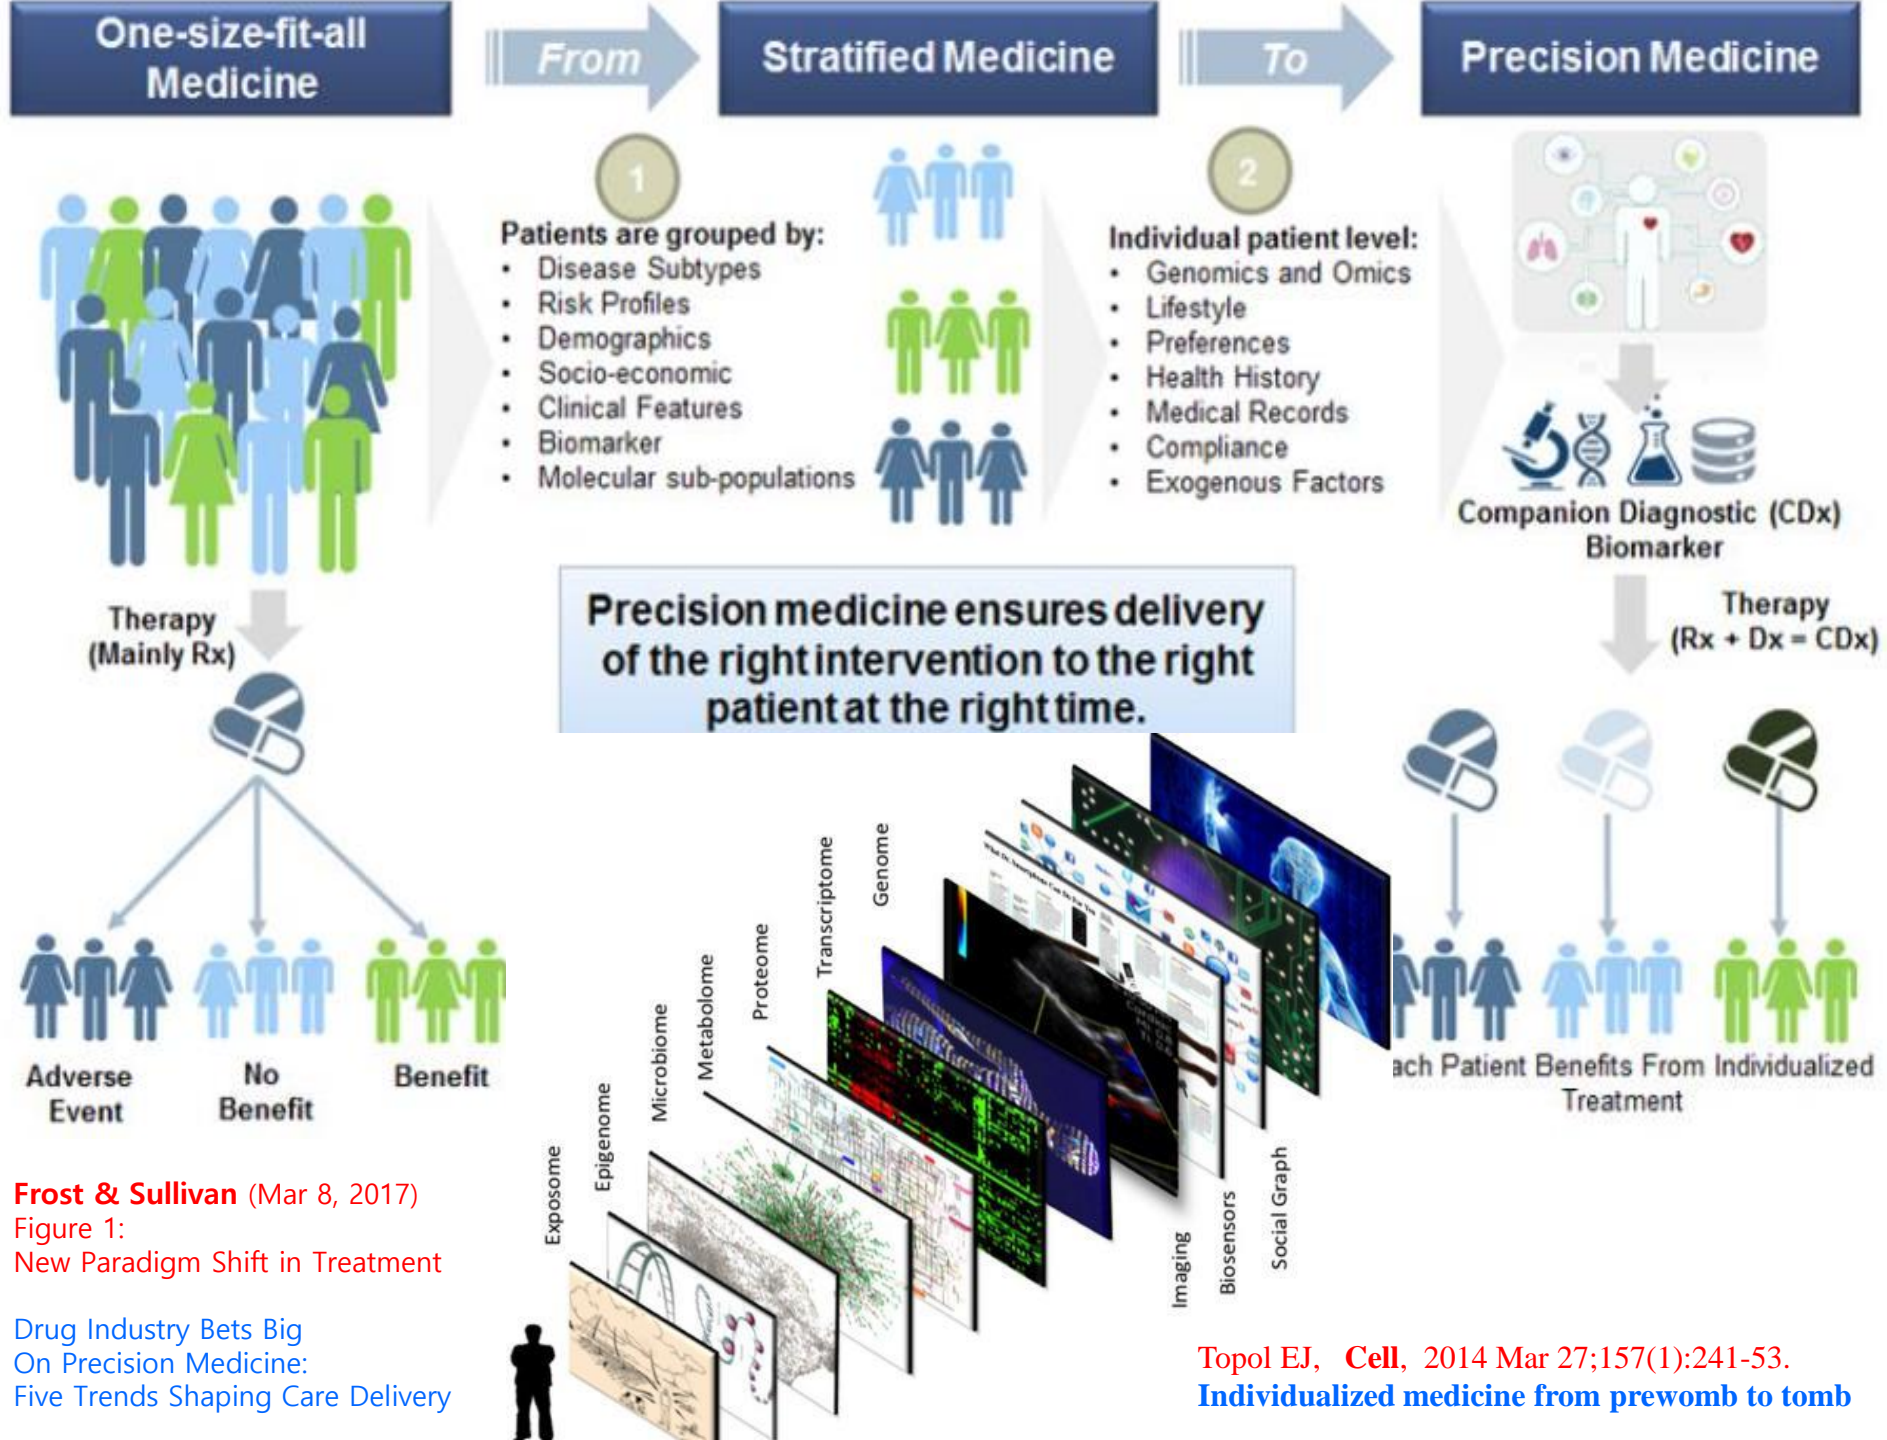 One-size-fit-all
Medicine
From
Stratified Medicine
To
Precision Medicine
1
Patients are grouped by:
• Disease Subtypes
• Risk Profiles
• Demographics
• Socio-economic
• Clinical Features
• Biomarker
• Molecular sub-populations
2
Individual patient level:
• Genomics and Omics
• Lifestyle
• Preferences
• Health History
• Medical Records
• Compliance
• Exogenous Factors
Companion Diagnostic (CDx)
Biomarker
Therapy
(Mainly Rx)
Precision medicine ensures delivery
of the right intervention to the right
patient at the right time.
Therapy
(Rx + Dx = CDx)
Adverse
Event
No
Benefit
Benefit
ach Patient Benefits From Individualized
Treatment
Exposome
Epigenome
Microbiome
Metabolome
Proteome
Transcriptome
Genome
What Dr. Smartphone Can Do For You
Imaging
Biosensors
Social Graph
Frost & Sullivan (Mar 8, 2017)
Figure 1:
New Paradigm Shift in Treatment
Drug Industry Bets Big
On Precision Medicine:
Five Trends Shaping Care Delivery
Topol EJ, Cell, 2014 Mar 27;157(1):241-53.
Individualized medicine from prewomb to tomb